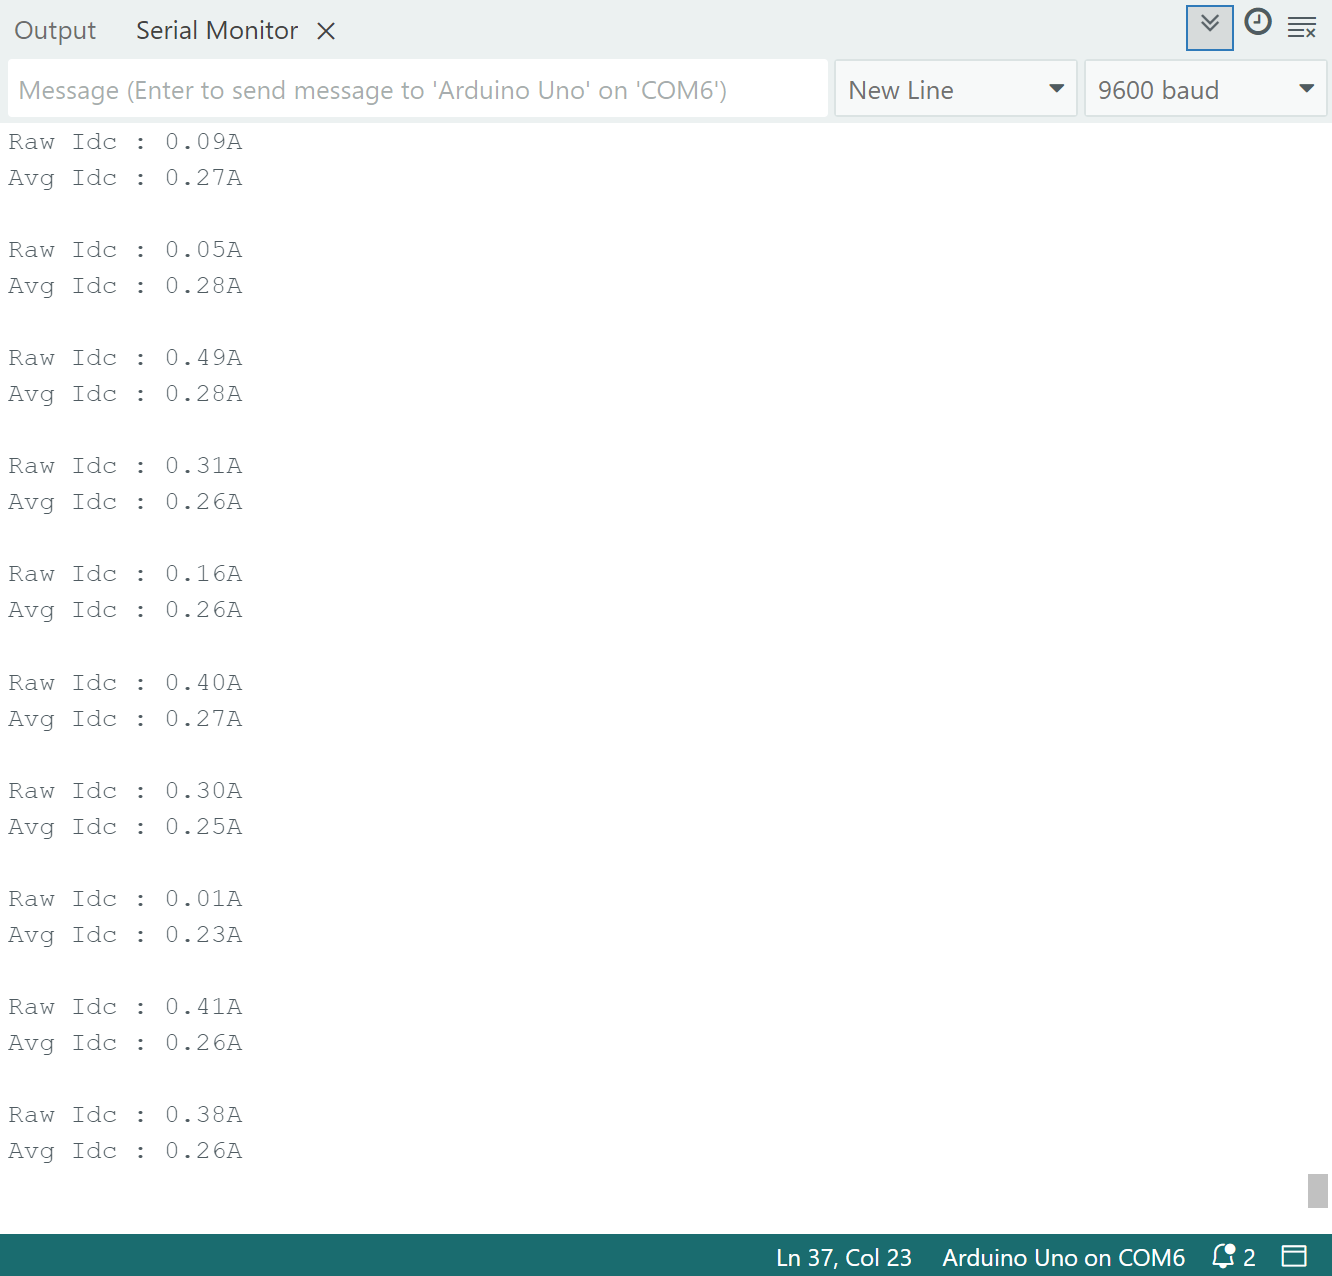 Output Serial Monitor
Message (Enter to send message to 'Arduino Uno' on 'COM6') New Line 9600 baud
Raw Idc : 0.09A
Avg Idc : 0.27A
Raw Idc : 0.05A
Avg Idc : 0.28A
Raw Idc : 0.49A
Avg Idc : 0.28A
Raw Idc : 0.31A
Avg Idc : 0.26A
Raw Idc : 0.16A
Avg Idc : 0.26A
Raw Idc : 0.40A
Avg Idc : 0.27A
Raw Idc : 0.30A
Avg Idc : 0.25A
Raw Idc : 0.01A
Avg Idc : 0.23A
Raw Idc : 0.41A
Avg Idc : 0.26A
Raw Idc : 0.38A
Avg Idc : 0.26A
Ln 37, Col 23 Arduino Uno on COM6 2